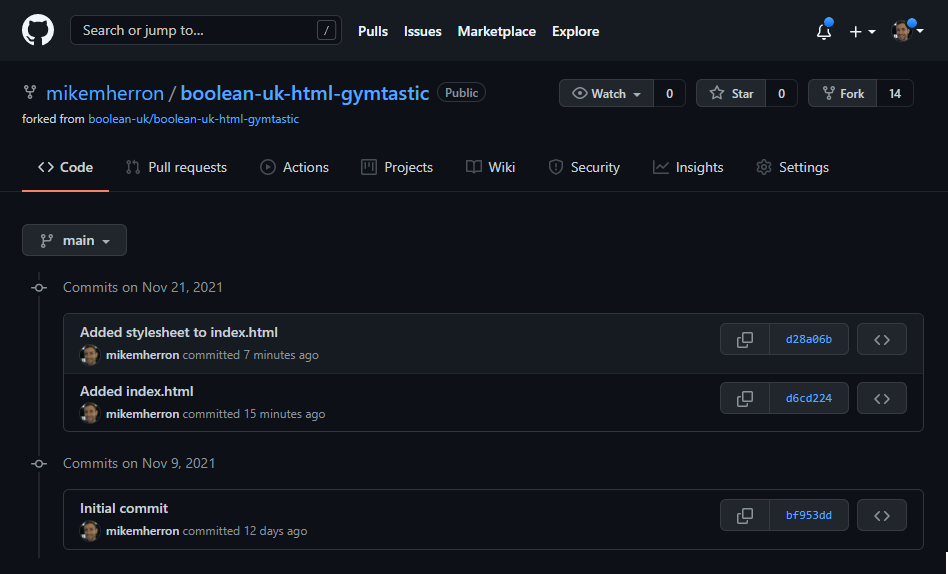 Search or jump to... / Pulls Issues Marketplace Explore
mikemherron / boolean-uk-html-gymtastic Public Watch 0 Star 0 Fork 14
forked from boolean-uk/boolean-uk-html-gymtastic
Code Pull requests Actions Projects Wiki Security Insights Settings
main
Commits on Nov 21, 2021
Added stylesheet to index.html
d28a06b
mikemherron committed 7 minutes ago
Added index.html
d6cd224
mikemherron committed 15 minutes ago
Commits on Nov 9, 2021
Initial commit
bf953dd
mikemherron committed 12 days ago